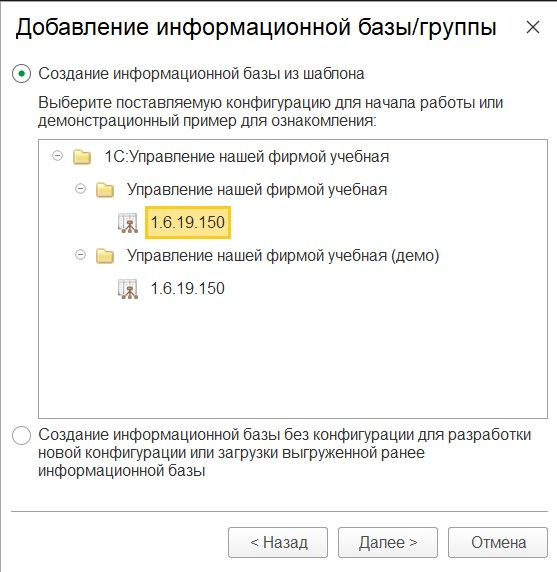 Добавление информационной базы/группы
Создание информационной базы из шаблона
Выберите поставляемую конфигурацию для начала работы или
демонстрационный пример для ознакомления:
1С:Управление нашей фирмой учебная
Управление нашей фирмой учебная
1.6.19.150
Управление нашей фирмой учебная (демо)
1.6.19.150
Создание информационной базы без конфигурации для разработки
новой конфигурации или загрузки выгруженной ранее
информационной базы
< Назад
Далее >
Отмена